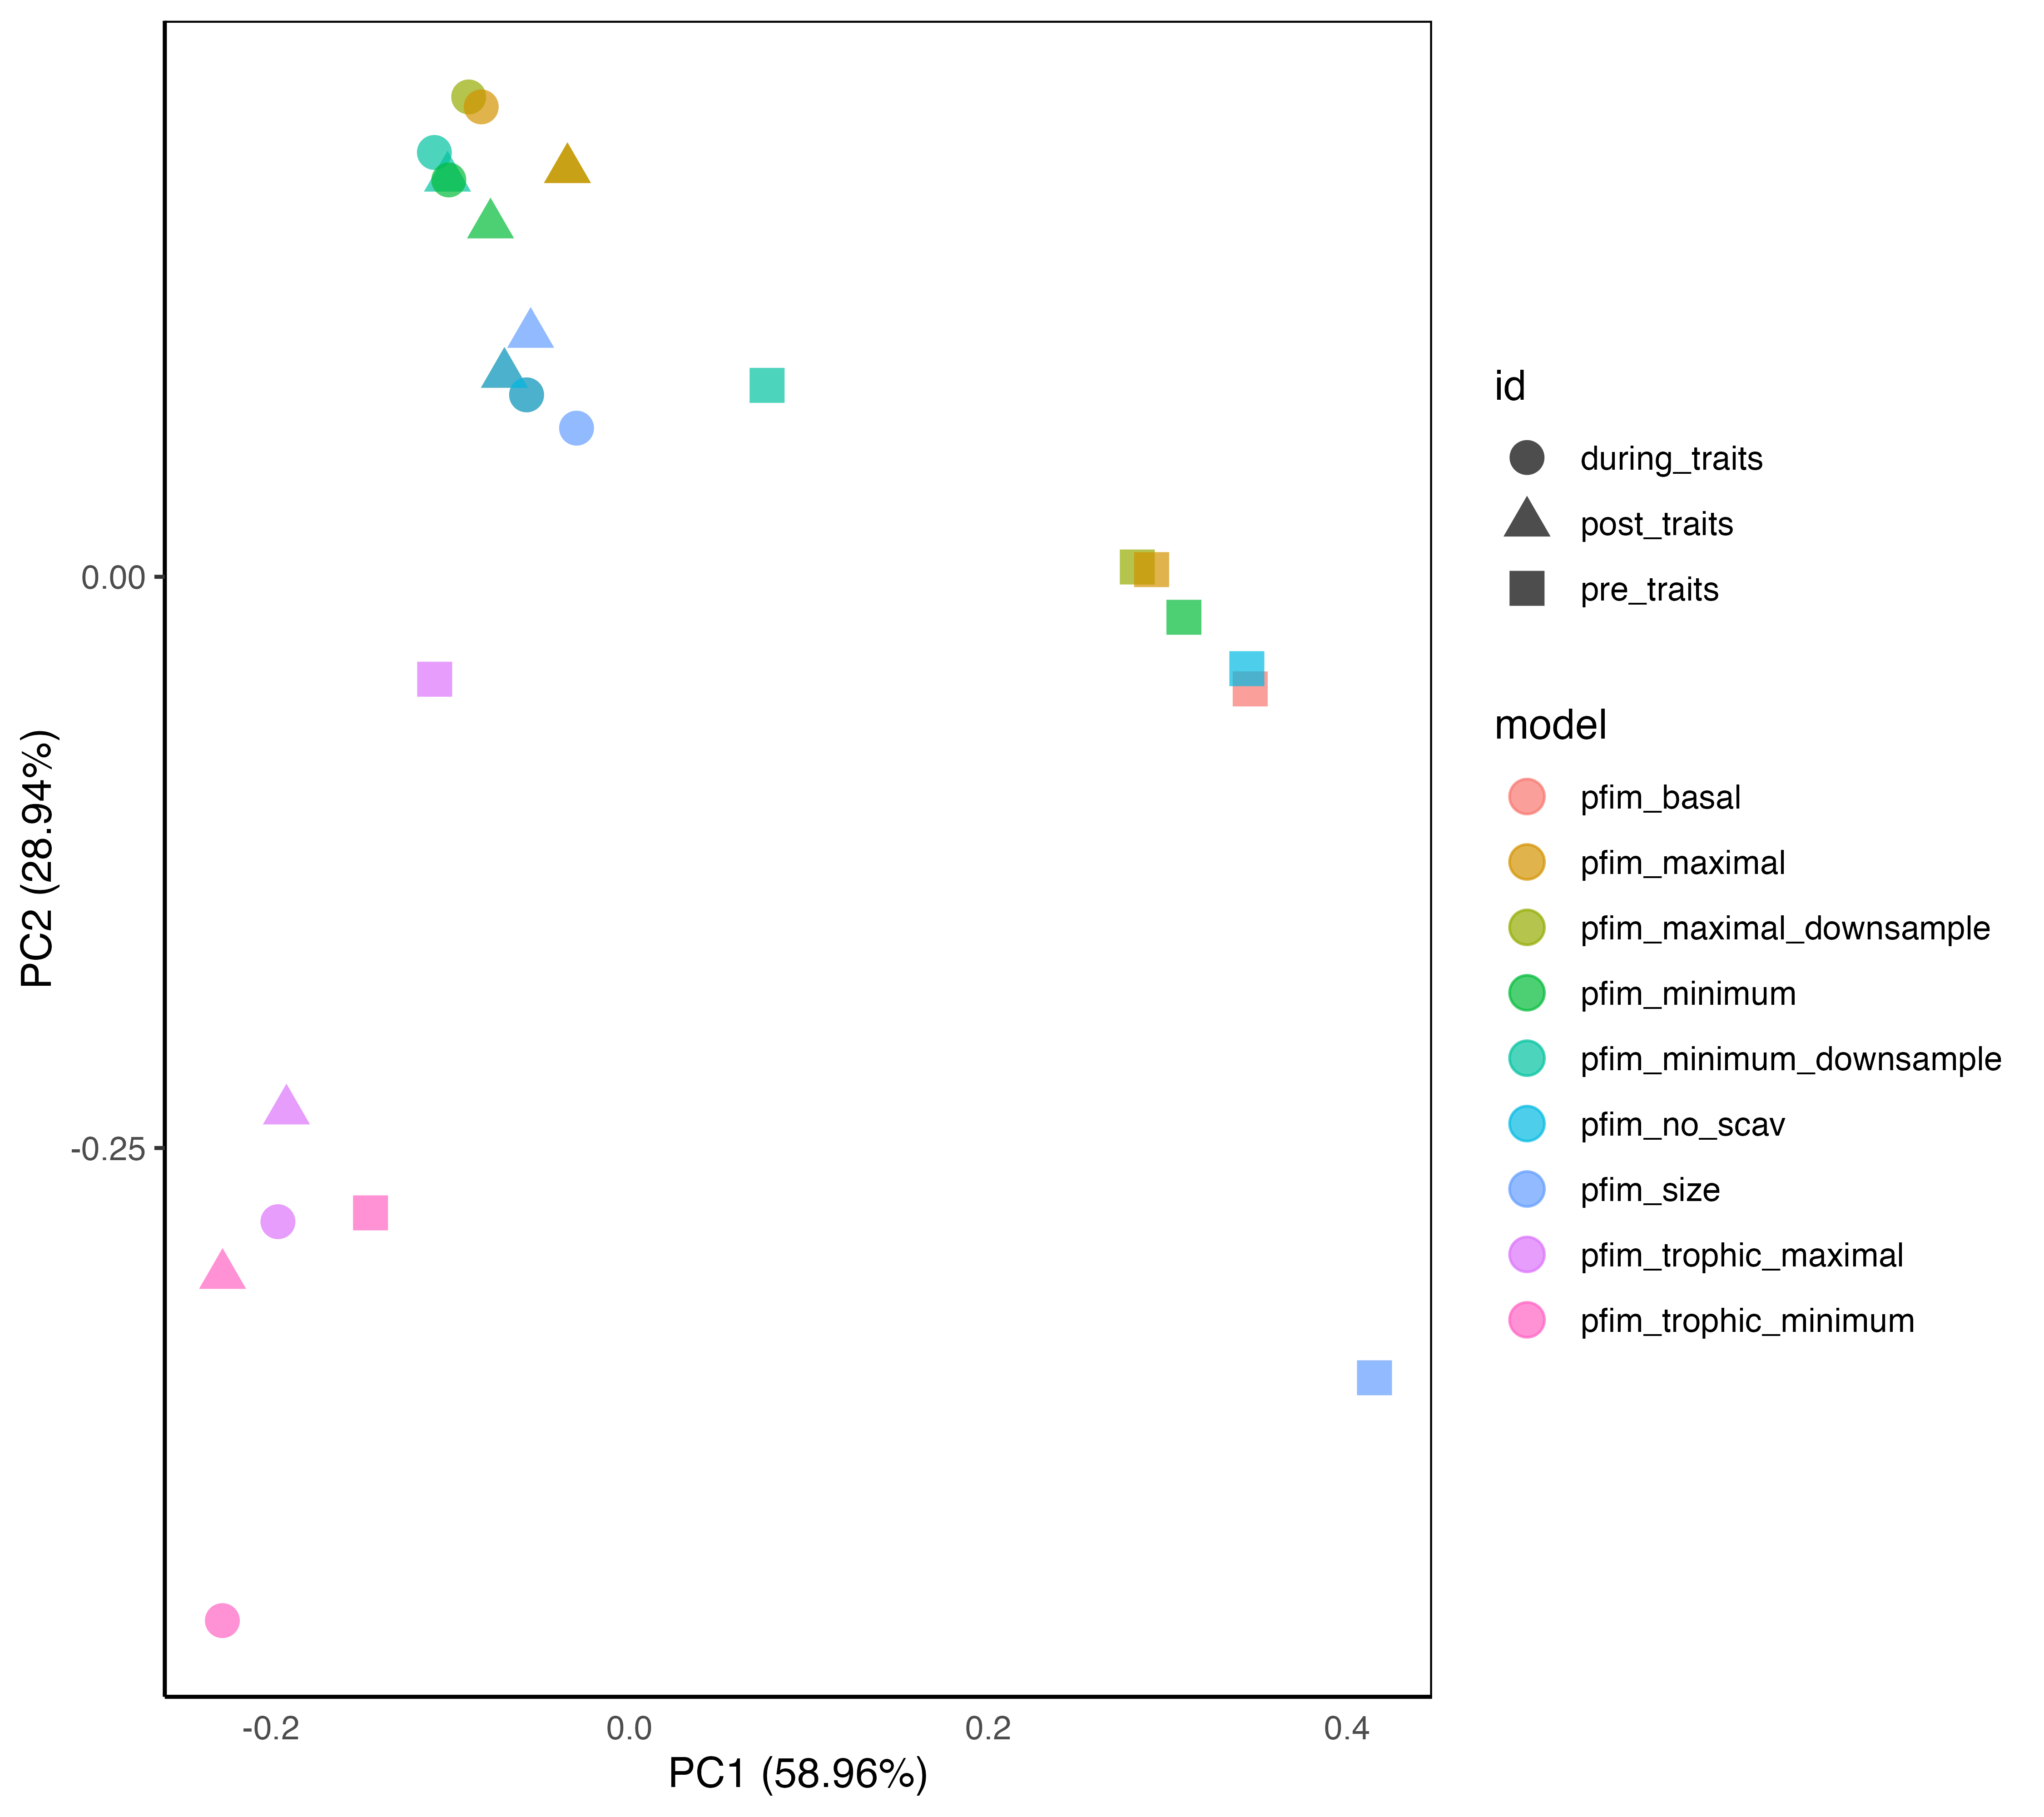 0.00
-0.25
PC2 (28.94%)
-0.2
0.0
0.2
0.4
PC1 (58.96%)
id
during_traits
post_traits
pre_traits
model
pfim_basal
pfim_maximal
pfim_maximal_downsample
pfim_minimum
pfim_minimum_downsample
pfim_no_scav
pfim_size
pfim_trophic_maximal
pfim_trophic_minimum